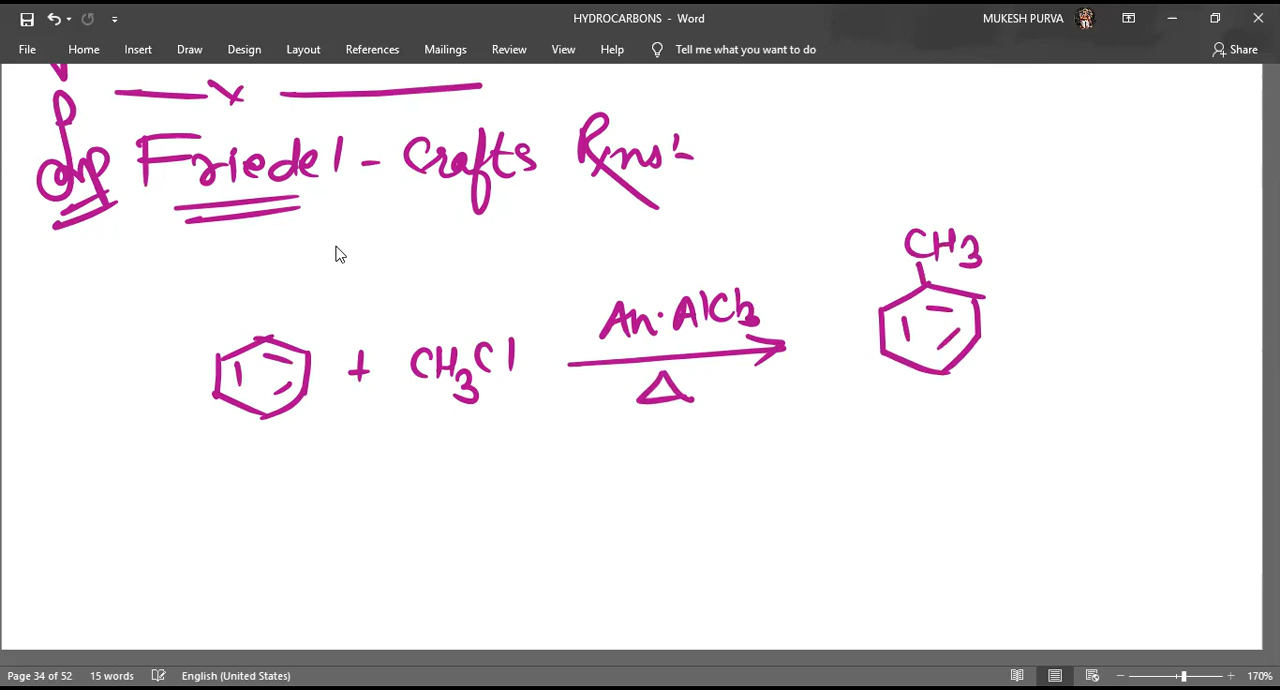 HYDROCARBONS - Word
MUKESH PURVA
File Home Insert Draw Design Layout References Mailings Review View Help Tell me what you want to do Share
Imp Friedel - Crafts Rxns:-
CH3
+ CH3Cl An. AlCl3
Δ
Page 34 of 52 15 words English (United States) 170%